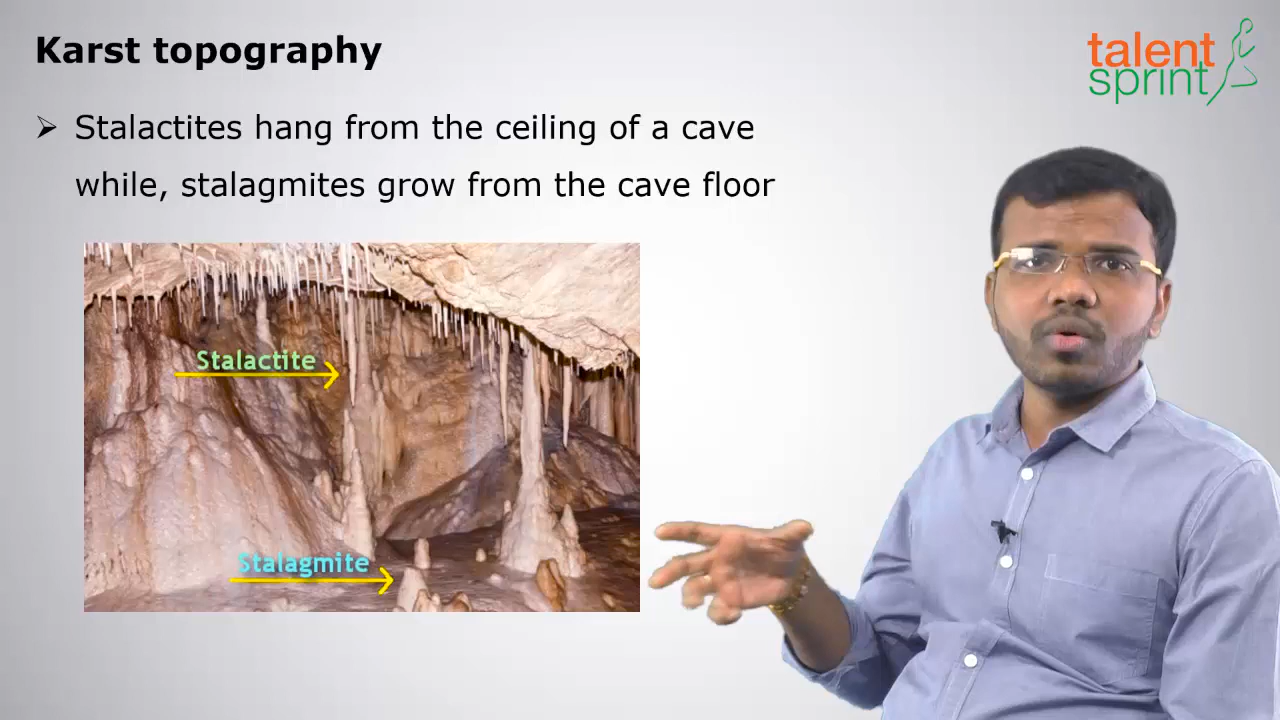 Karst topography
talent
sprint
➢ Stalactites hang from the ceiling of a cave
while, stalagmites grow from the cave floor
Stalactite
Stalagmite